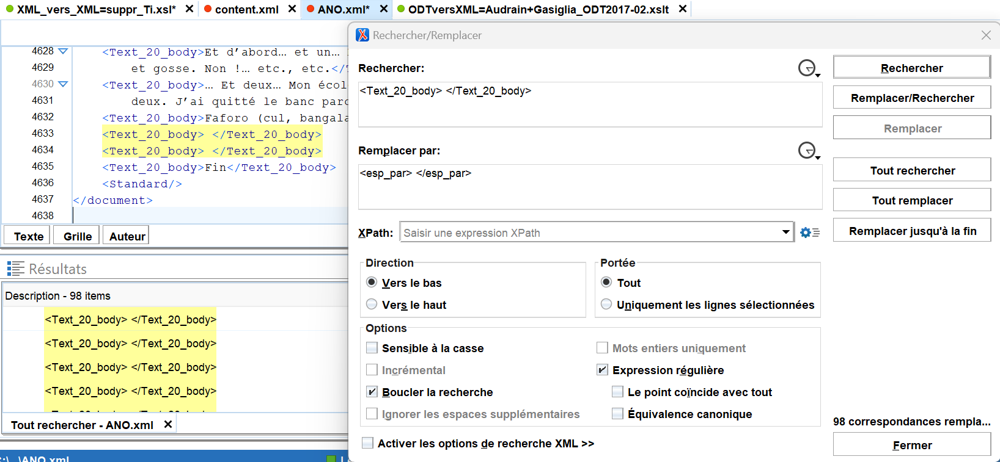 XML_vers_XML=suppr_Ti.xsl* content.xml ANO.xml* ODTversXML=Audrain+Gasiglia_ODT2017-02.xslt
4628 <Text_20_body>Et d’abord… et un…
4629 et gosse. Non !… etc., etc.</
4630 <Text_20_body>… Et deux… Mon écol
4631 deux. J’ai quitté le banc parc
4632 <Text_20_body>Faforo (cul, bangala
4633 <Text_20_body> </Text_20_body>
4634 <Text_20_body> </Text_20_body>
4635 <Text_20_body>Fin</Text_20_body>
4636 <Standard/>
4637 </document>
4638
Texte Grille Auteur
Résultats
Description - 98 items
<Text_20_body> </Text_20_body>
<Text_20_body> </Text_20_body>
<Text_20_body> </Text_20_body>
<Text_20_body> </Text_20_body>
Tout rechercher - ANO.xml
\ANO.xml
Rechercher/Remplacer
Rechercher:
<Text_20_body> </Text_20_body>
Remplacer par:
<esp_par> </esp_par>
XPath: Saisir une expression XPath
Direction
Vers le bas
Vers le haut
Portée
Tout
Uniquement les lignes sélectionnées
Options
Sensible à la casse
Incrémental
Boucler la recherche
Ignorer les espaces supplémentaires
Mots entiers uniquement
Expression régulière
Le point coïncide avec tout
Équivalence canonique
Activer les options de recherche XML >>
Rechercher
Remplacer/Rechercher
Remplacer
Tout rechercher
Tout remplacer
Remplacer jusqu'à la fin
98 correspondances rempla...
Fermer